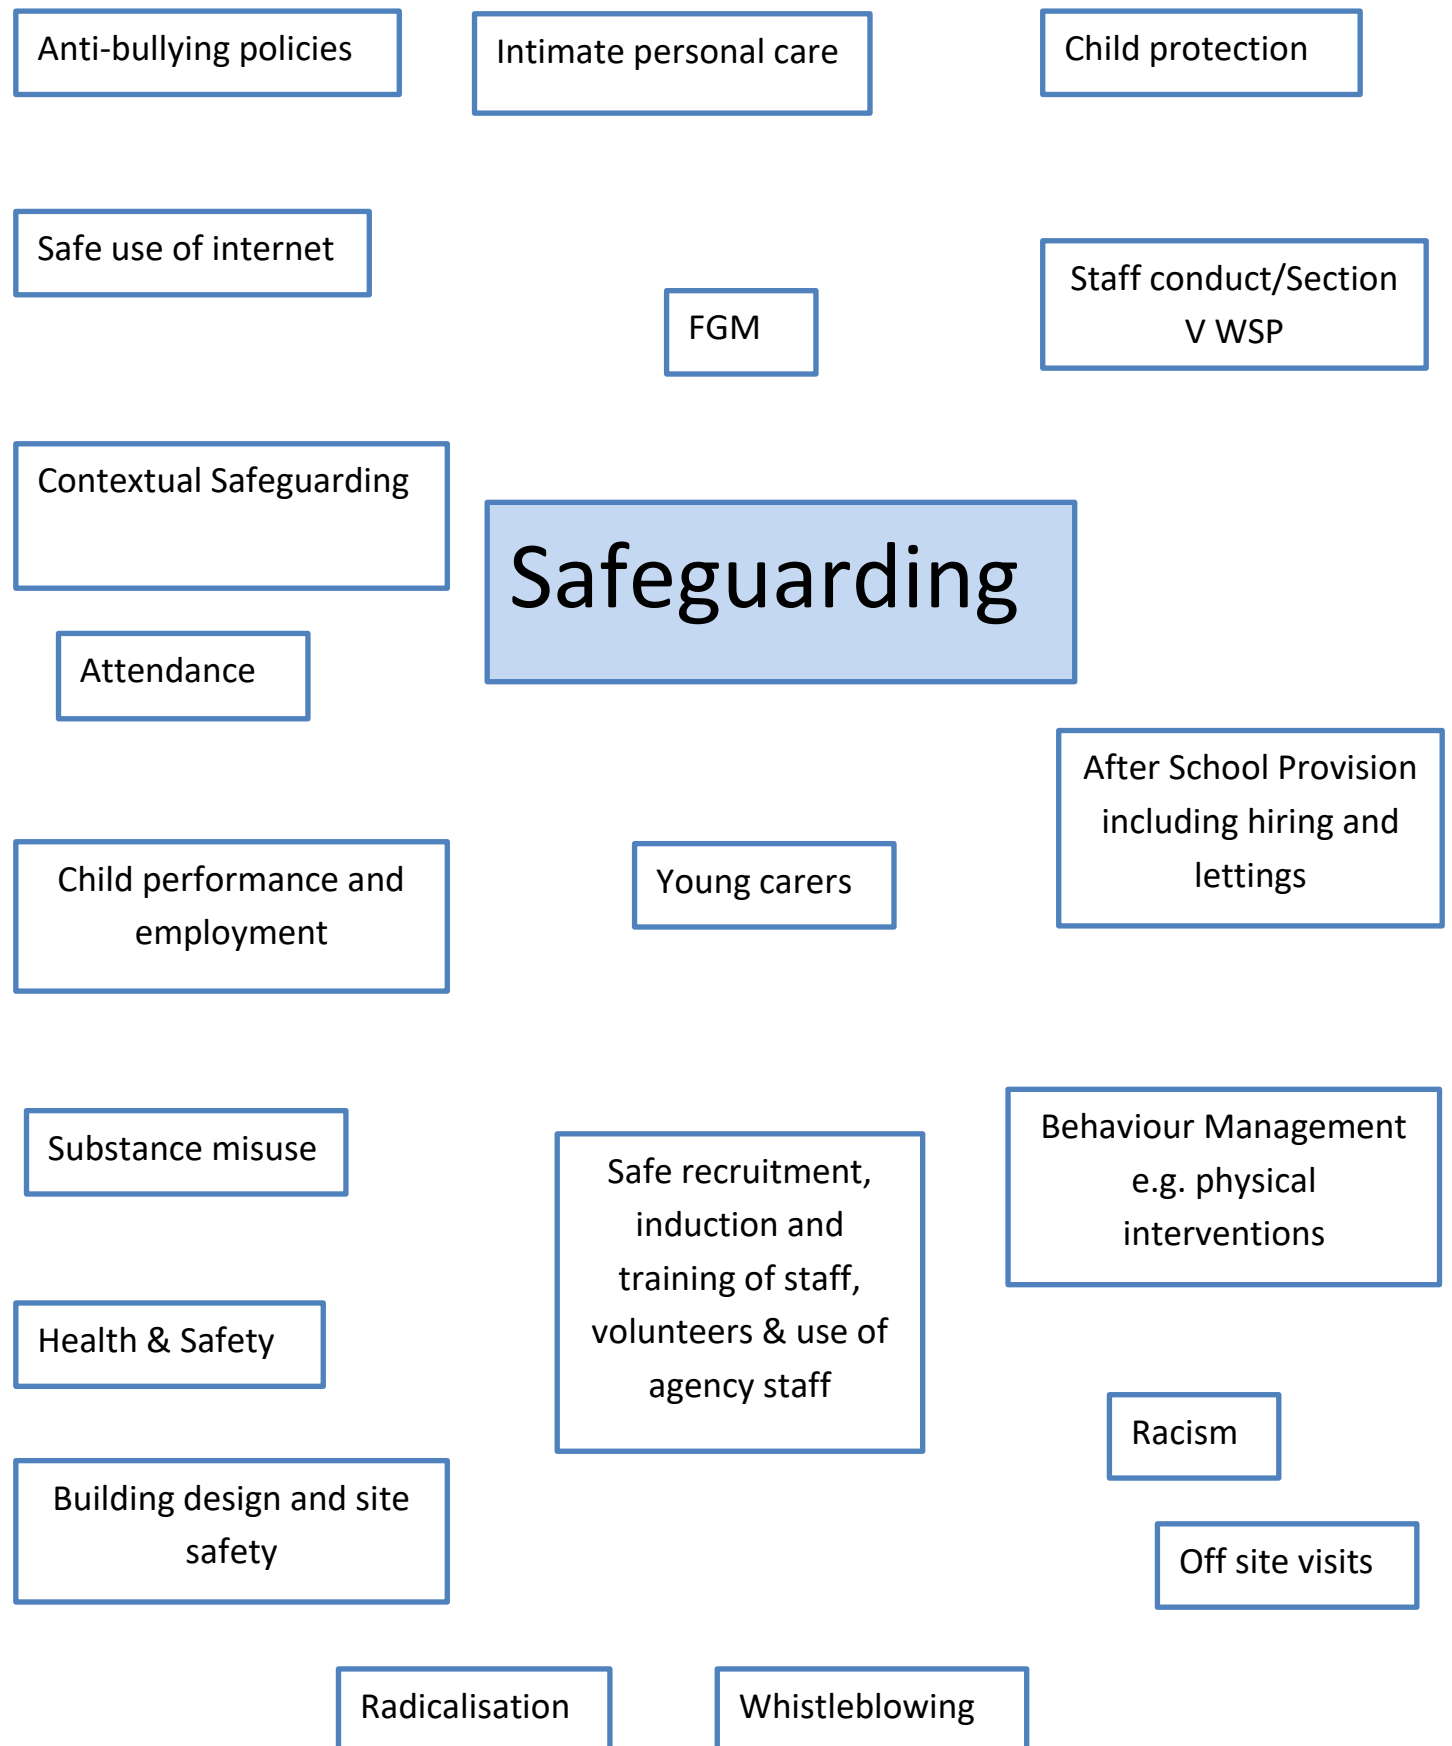 Anti-bullying policies
Intimate personal care
Child protection
Safe use of internet
Staff conduct/Section
V WSP
FGM
Contextual Safeguarding
Safeguarding
Attendance
After School Provision
including hiring and
lettings
Child performance and
employment
Young carers
Substance misuse
Safe recruitment,
induction and
training of staff,
volunteers & use of
agency staff
Behaviour Management
e.g. physical
interventions
Health & Safety
Racism
Building design and site
safety
Off site visits
Radicalisation
Whistleblowing